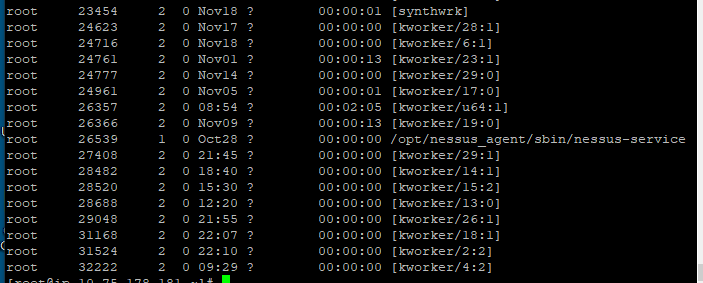 root 23454 2 0 Nov18 ? 00:00:01 [synthwrk]
root 24623 2 0 Nov17 ? 00:00:00 [kworker/28:1]
root 24716 2 0 Nov18 ? 00:00:00 [kworker/6:1]
root 24761 2 0 Nov01 ? 00:00:13 [kworker/23:1]
root 24777 2 0 Nov14 ? 00:00:00 [kworker/29:0]
root 24961 2 0 Nov05 ? 00:00:01 [kworker/17:0]
root 26357 2 0 08:54 ? 00:02:05 [kworker/u64:1]
root 26366 2 0 Nov09 ? 00:00:13 [kworker/19:0]
root 26539 1 0 Oct28 ? 00:00:00 /opt/nessus_agent/sbin/nessus-service
root 27408 2 0 21:45 ? 00:00:00 [kworker/29:1]
root 28482 2 0 18:40 ? 00:00:00 [kworker/14:1]
root 28520 2 0 15:30 ? 00:00:00 [kworker/15:2]
root 28688 2 0 12:20 ? 00:00:00 [kworker/13:0]
root 29048 2 0 21:55 ? 00:00:00 [kworker/26:1]
root 31168 2 0 22:07 ? 00:00:00 [kworker/18:1]
root 31524 2 0 22:10 ? 00:00:00 [kworker/2:2]
root 32222 2 0 09:29 ? 00:00:00 [kworker/4:2]
[root@ip-10-75-178-181 ~]#